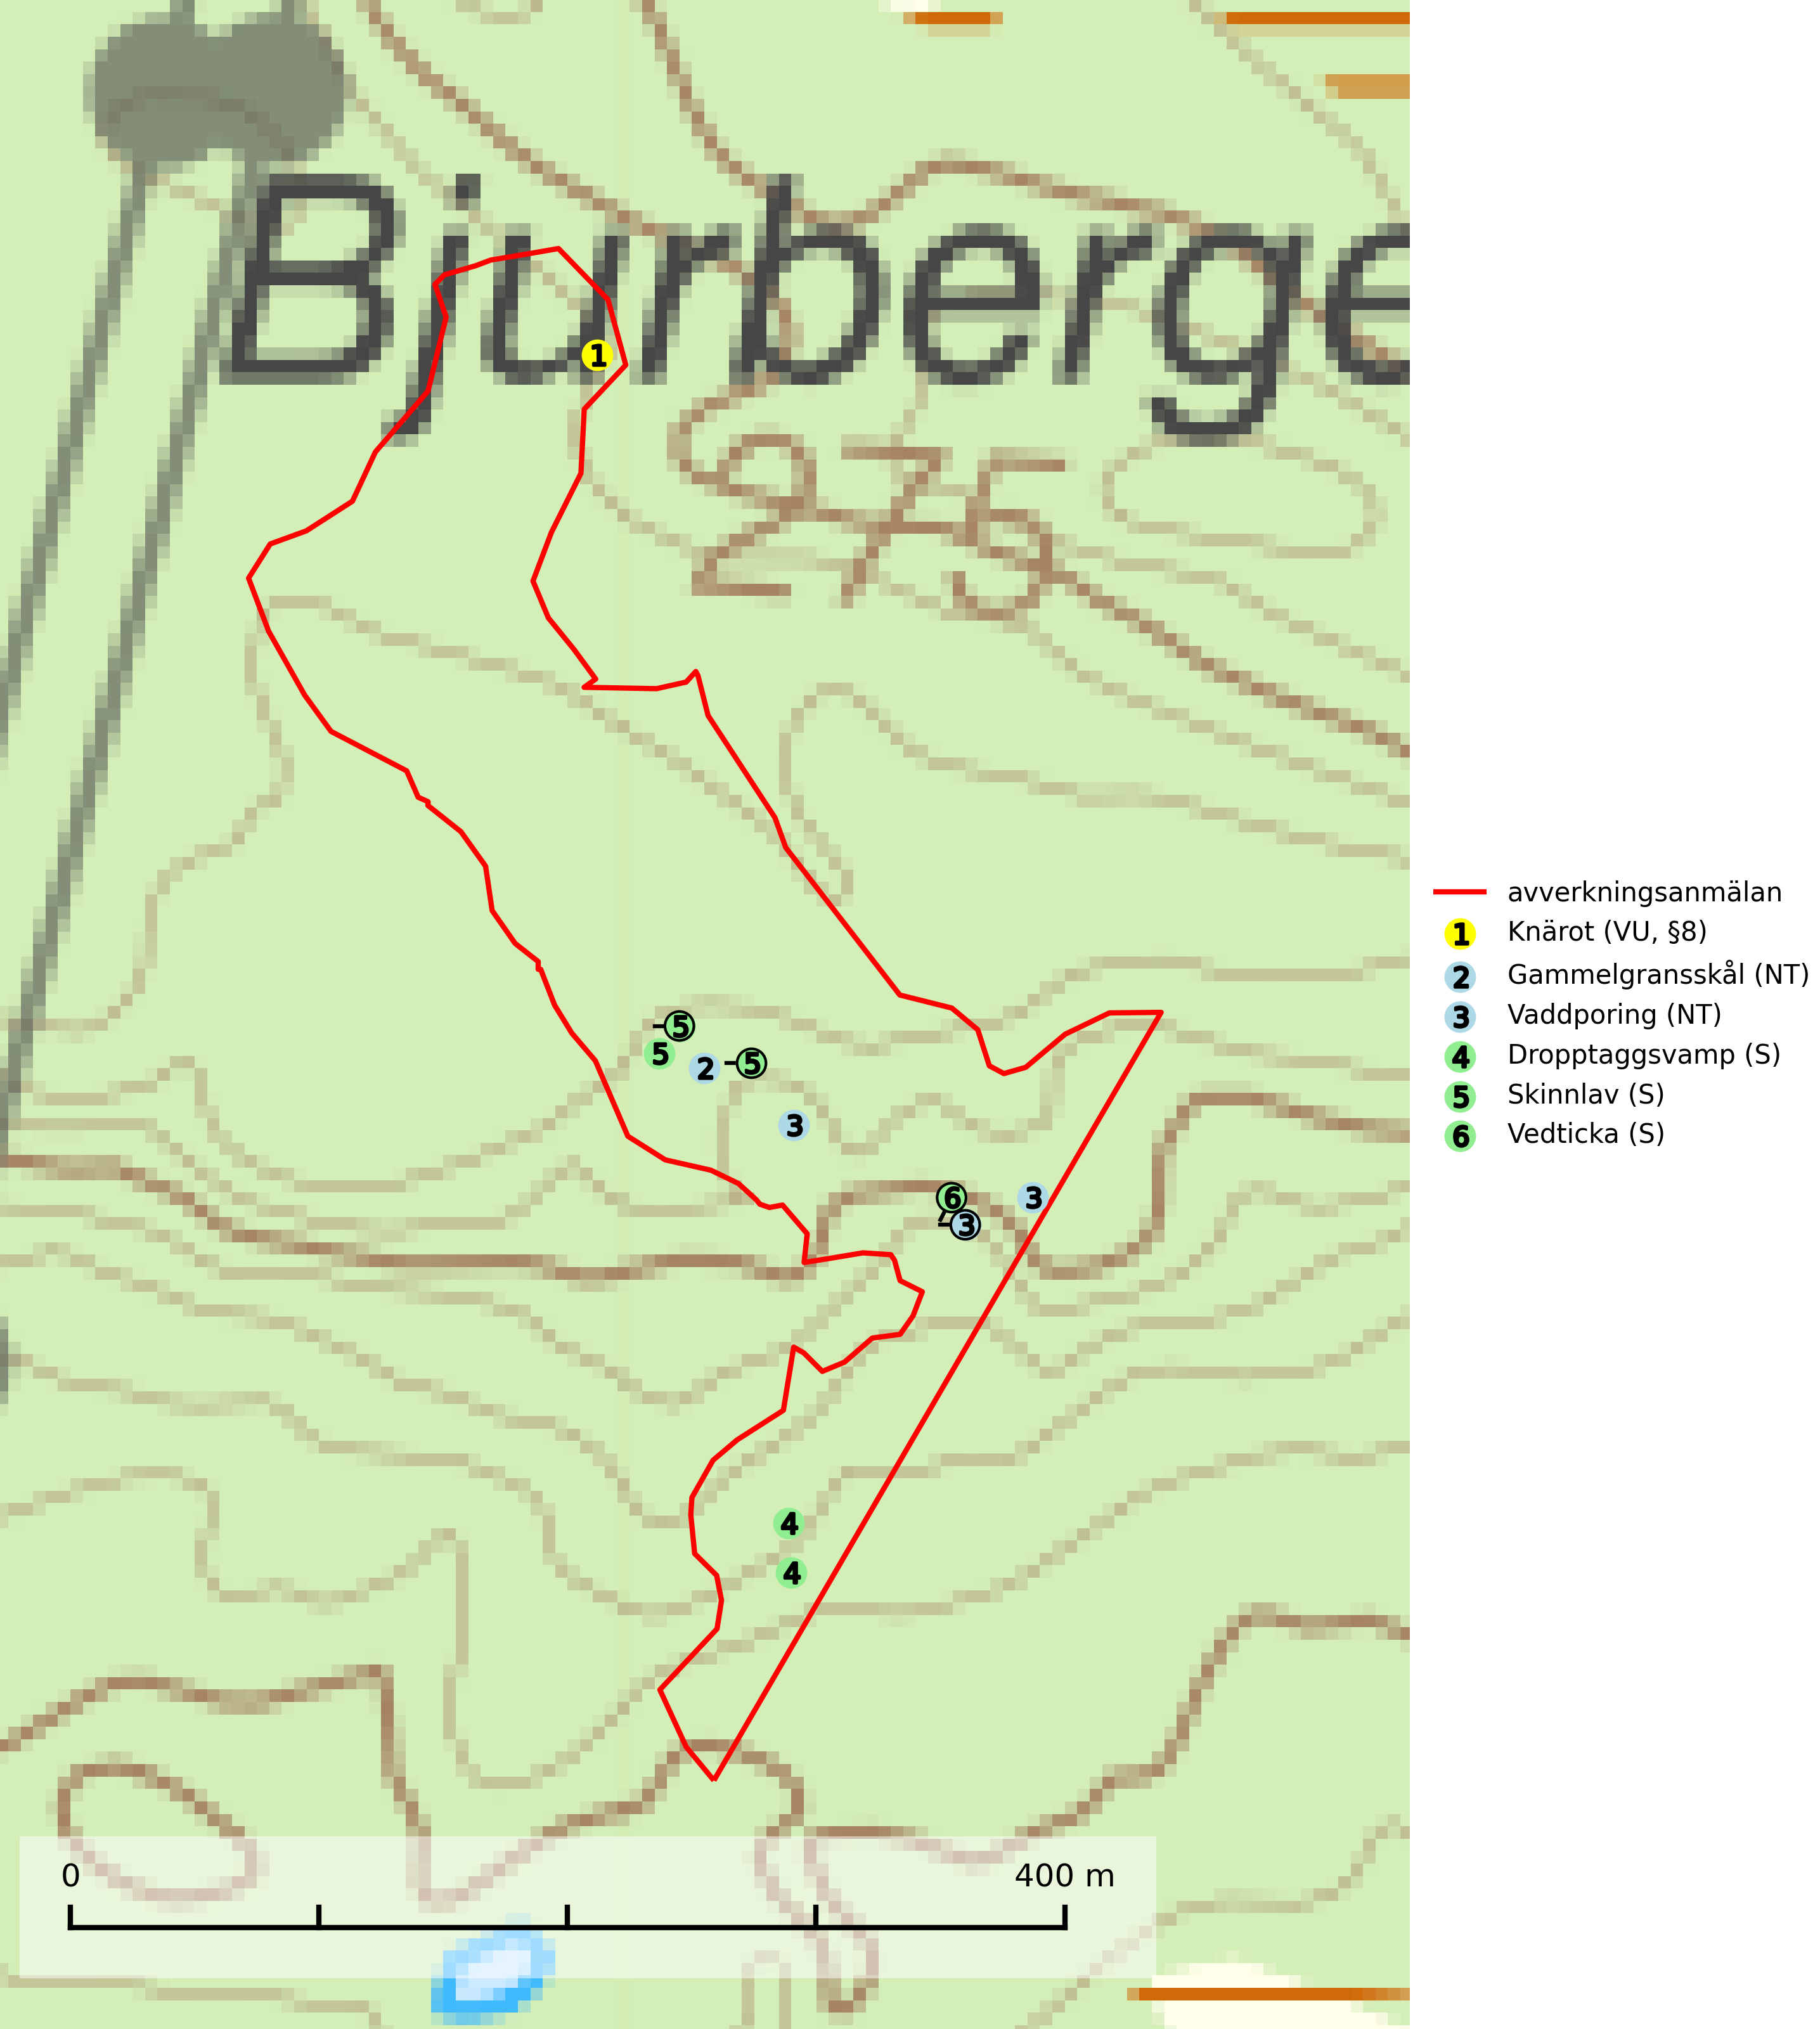 Bjurberge
1
275
5
5
5
2
3
6
3
3
4
4
0 400 m
avverkningsanmälan
1 Knärot (VU, §8)
2 Gammelgransskål (NT)
3 Vaddporing (NT)
4 Dropptaggsvamp (S)
5 Skinnlav (S)
6 Vedticka (S)